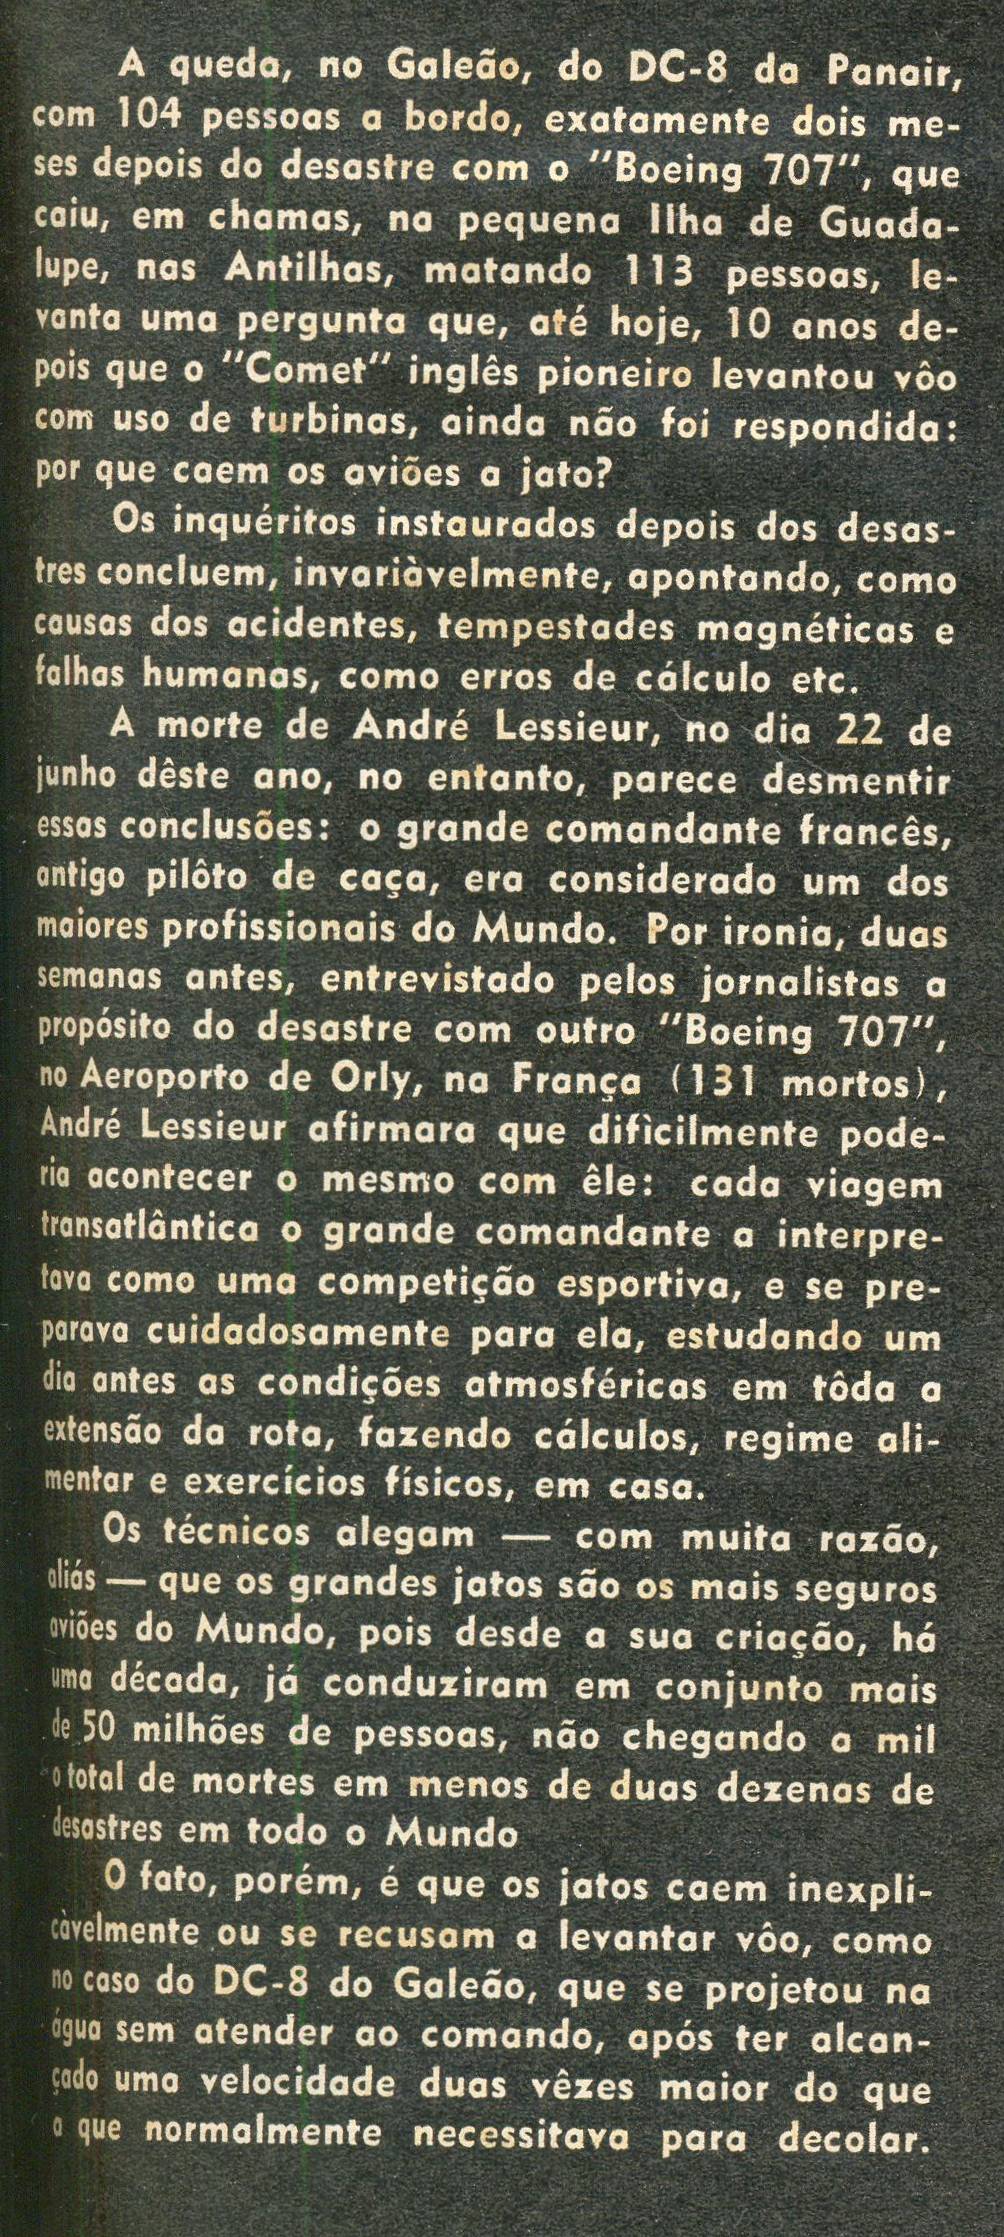 A queda, no Galeão, do DC-8 da Panair,
com 104 pessoas a bordo, exatamente dois me-
ses depois do desastre com o "Boeing 707", que
caiu, em chamas, na pequena Ilha de Guada-
lupe, nas Antilhas, matando 113 pessoas, le-
vanta uma pergunta que, até hoje, 10 anos de-
pois que o "Comet" inglês pioneiro levantou vôo
com uso de turbinas, ainda não foi respondida:
por que caem os aviões a jato?
Os inquéritos instaurados depois dos desas-
tres concluem, invariàvelmente, apontando, como
causas dos acidentes, tempestades magnéticas e
falhas humanas, como erros de cálculo etc.
A morte de André Lessieur, no dia 22 de
junho dêste ano, no entanto, parece desmentir
essas conclusões: o grande comandante francês,
antigo pilôto de caça, era considerado um dos
maiores profissionais do Mundo. Por ironia, duas
semanas antes, entrevistado pelos jornalistas a
propósito do desastre com outro "Boeing 707",
no Aeroporto de Orly, na França (131 mortos),
André Lessieur afirmara que difìcilmente pode-
ria acontecer o mesmo com êle: cada viagem
transatlântica o grande comandante a interpre-
tava como uma competição esportiva, e se pre-
parava cuidadosamente para ela, estudando um
dia antes as condições atmosféricas em tôda a
extensão da rota, fazendo cálculos, regime ali-
mentar e exercícios físicos, em casa.
Os técnicos alegam — com muita razão,
aliás — que os grandes jatos são os mais seguros
aviões do Mundo, pois desde a sua criação, há
uma década, já conduziram em conjunto mais
de 50 milhões de pessoas, não chegando a mil
o total de mortes em menos de duas dezenas de
desastres em todo o Mundo
O fato, porém, é que os jatos caem inexpli-
càvelmente ou se recusam a levantar vôo, como
no caso do DC-8 do Galeão, que se projetou na
água sem atender ao comando, após ter alcan-
çado uma velocidade duas vêzes maior do que
a que normalmente necessitava para decolar.